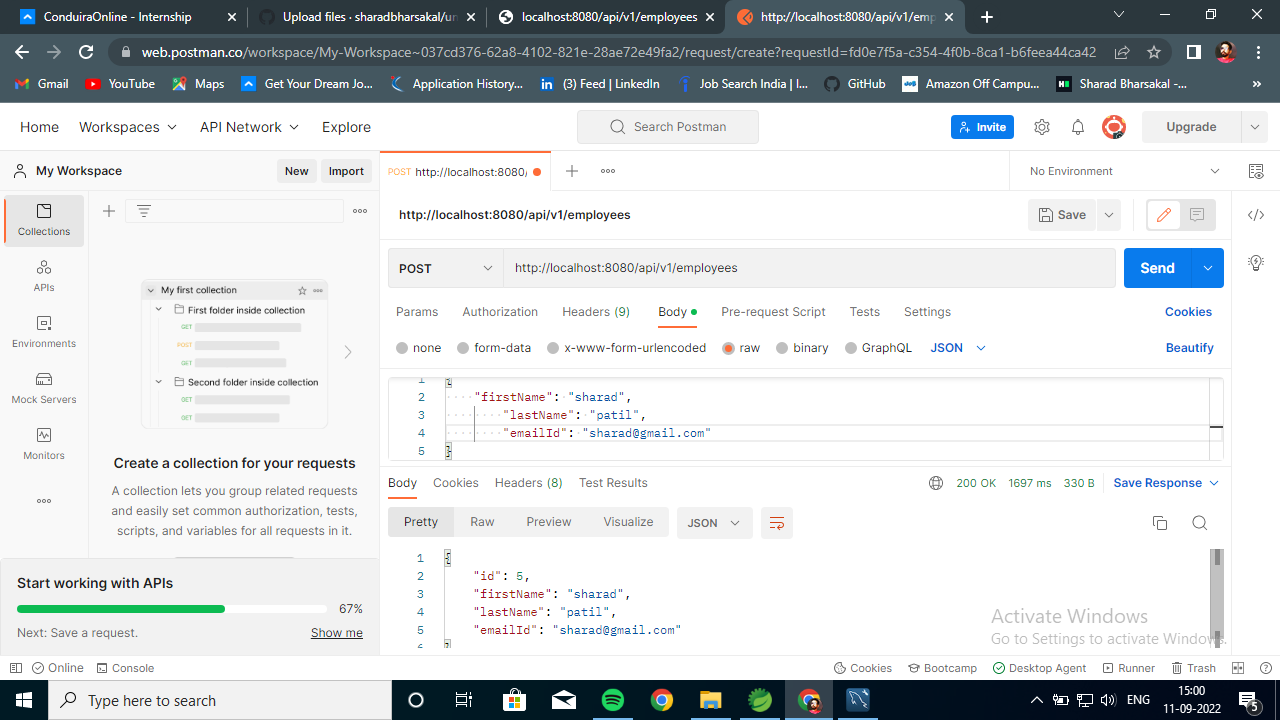 ConduiraOnline - Internship
Upload files · sharadbharsakal/un
localhost:8080/api/v1/employees
http://localhost:8080/api/v1/emp
web.postman.co/workspace/My-Workspace~037cd376-62a8-4102-821e-28ae72e49fa2/request/create?requestId=fd0e7f5a-c354-4f0b-8ca1-b6feea44ca42
Gmail
YouTube
Maps
Get Your Dream Jo...
Application History...
(3) Feed | LinkedIn
Job Search India | I...
GitHub
Amazon Off Campu...
Sharad Bharsakal -...
»
Home
Workspaces
API Network
Explore
Search Postman
Invite
Upgrade
My Workspace
New
Import
POST http://localhost:8080/
No Environment
Collections
APIs
Environments
Mock Servers
Monitors
My first collection
First folder inside collection
GET
POST
GET
Second folder inside collection
GET
GET
Create a collection for your requests
A collection lets you group related requests
and easily set common authorization, tests,
scripts, and variables for all requests in it.
Start working with APIs
67%
Next: Save a request.
Show me
http://localhost:8080/api/v1/employees
Save
POST
http://localhost:8080/api/v1/employees
Send
Params
Authorization
Headers (9)
Body
Pre-request Script
Tests
Settings
Cookies
none
form-data
x-www-form-urlencoded
raw
binary
GraphQL
JSON
Beautify
1 {
2 "firstName": "sharad",
3 "lastName": "patil",
4 "emailId": "sharad@gmail.com"
5 }
Body
Cookies
Headers (8)
Test Results
200 OK
1697 ms
330 B
Save Response
Pretty
Raw
Preview
Visualize
JSON
1 {
2 "id": 5,
3 "firstName": "sharad",
4 "lastName": "patil",
5 "emailId": "sharad@gmail.com"
6 }
Activate Windows
Go to Settings to activate Windows.
Online
Console
Cookies
Bootcamp
Desktop Agent
Runner
Trash
Type here to search
ENG
15:00
11-09-2022
5